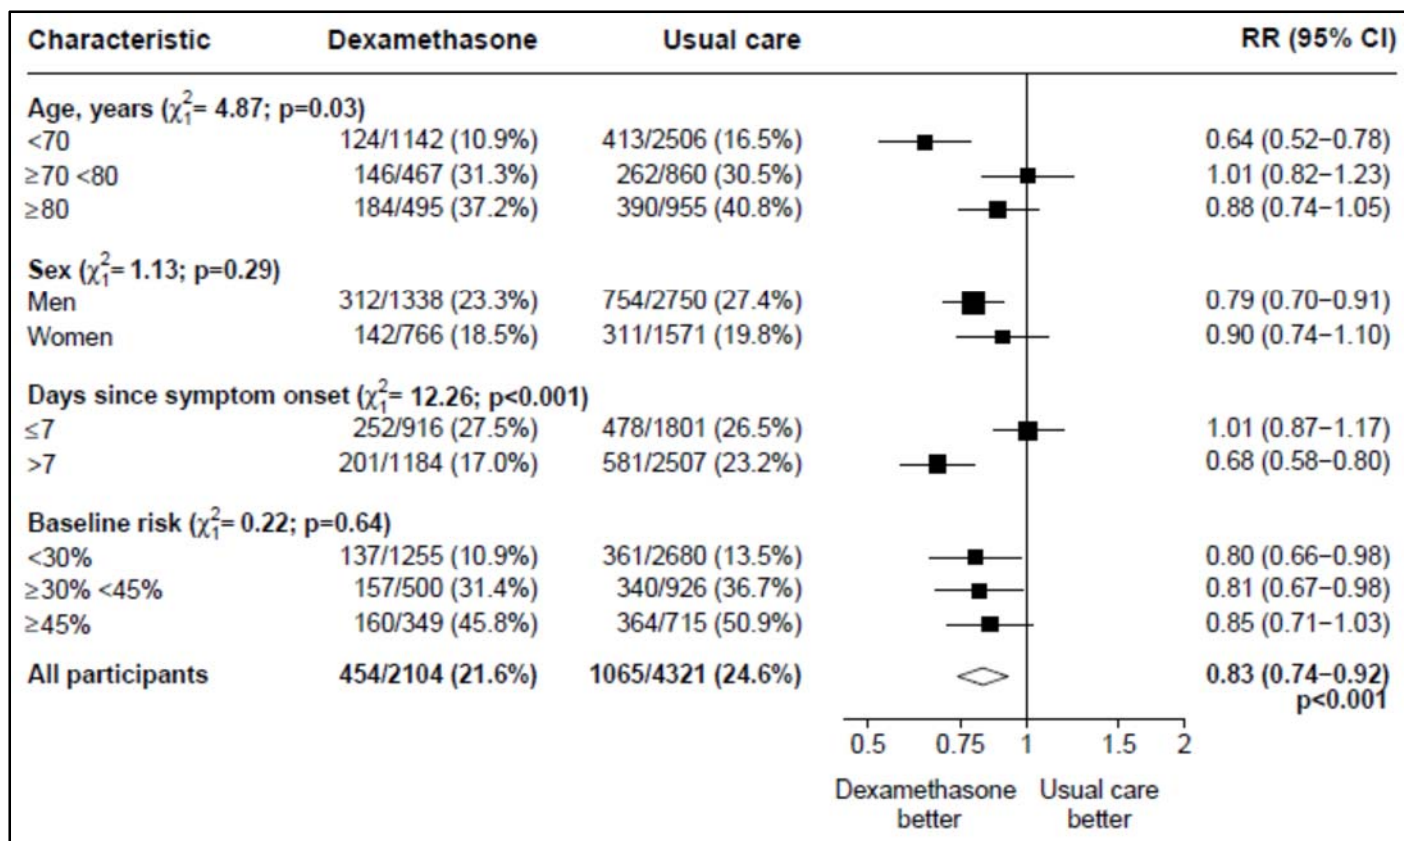 Characteristic Dexamethasone Usual care RR (95% CI)
Age, years (χ²₁= 4.87; p=0.03)
<70 124/1142 (10.9%) 413/2506 (16.5%) 0.64 (0.52−0.78)
≥70 <80 146/467 (31.3%) 262/860 (30.5%) 1.01 (0.82−1.23)
≥80 184/495 (37.2%) 390/955 (40.8%) 0.88 (0.74−1.05)
Sex (χ²₁= 1.13; p=0.29)
Men 312/1338 (23.3%) 754/2750 (27.4%) 0.79 (0.70−0.91)
Women 142/766 (18.5%) 311/1571 (19.8%) 0.90 (0.74−1.10)
Days since symptom onset (χ²₁= 12.26; p<0.001)
≤7 252/916 (27.5%) 478/1801 (26.5%) 1.01 (0.87−1.17)
>7 201/1184 (17.0%) 581/2507 (23.2%) 0.68 (0.58−0.80)
Baseline risk (χ²₁= 0.22; p=0.64)
<30% 137/1255 (10.9%) 361/2680 (13.5%) 0.80 (0.66−0.98)
≥30% <45% 157/500 (31.4%) 340/926 (36.7%) 0.81 (0.67−0.98)
≥45% 160/349 (45.8%) 364/715 (50.9%) 0.85 (0.71−1.03)
All participants 454/2104 (21.6%) 1065/4321 (24.6%) 0.83 (0.74−0.92)
p<0.001
0.5 0.75 1 1.5 2
Dexamethasone Usual care
better better